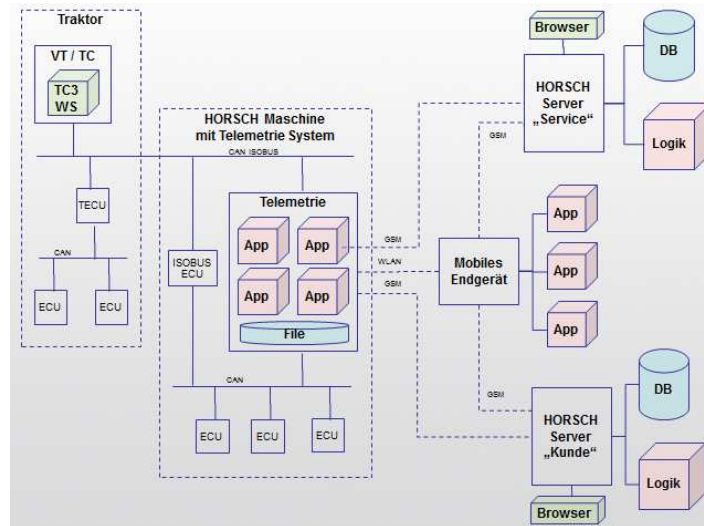 Traktor
VT / TC
TC3
WS
TECU
CAN
ECU
ECU
HORSCH Maschine
mit Telemetrie System
CAN ISOBUS
Telemetrie
App
App
App
App
File
ISOBUS
ECU
CAN
ECU
ECU
ECU
GSM
WLAN
GSM
GSM
GSM
Browser
HORSCH
Server
„Service“
DB
Logik
Mobiles
Endgerät
App
App
App
HORSCH
Server
„Kunde“
DB
Logik
Browser